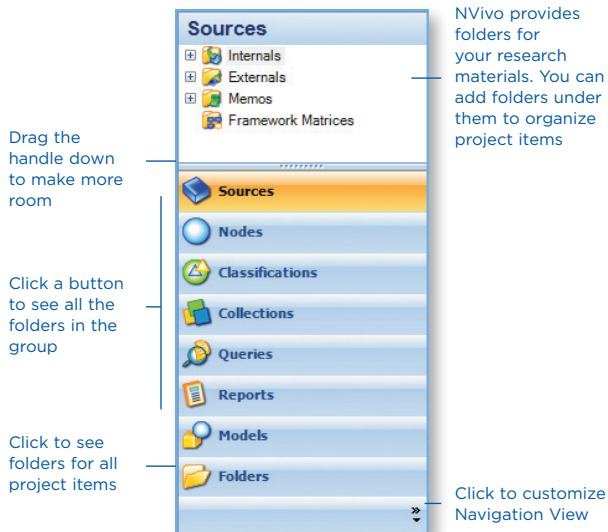 NVivo provides
folders for
your research
materials. You can
add folders under
them to organize
project items
Sources
Internals
Externals
Memos
Framework Matrices
Drag the
handle down
to make more
room
Sources
Nodes
Classifications
Collections
Queries
Reports
Models
Folders
Click a button
to see all the
folders in the
group
Click to see
folders for all
project items
Click to customize
Navigation View